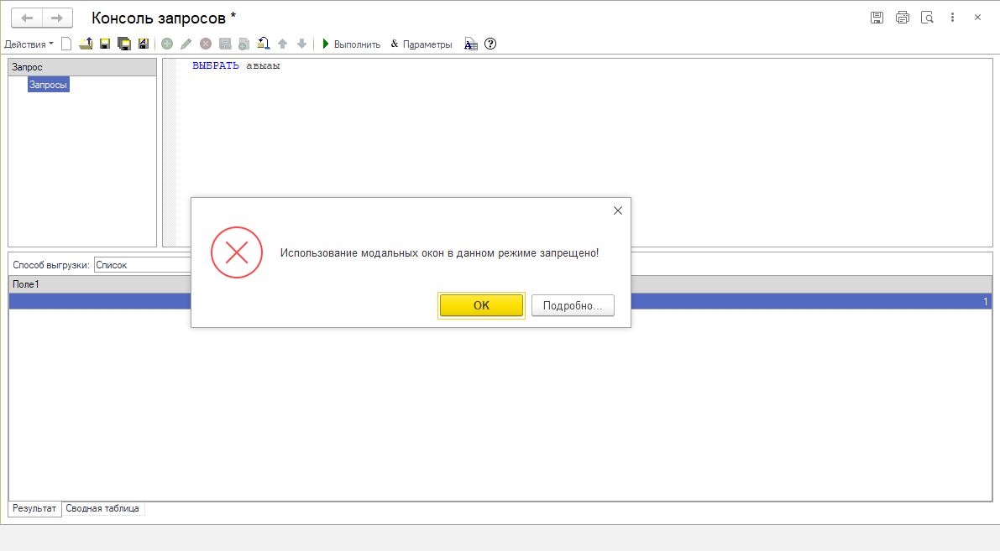 Консоль запросов *
Действия Выполнить & Параметры
Запрос
Запросы
ВЫБРАТЬ авыаы
Использование модальных окон в данном режиме запрещено!
OK Подробно...
Способ выгрузки: Список
Поле1
1
Результат Сводная таблица